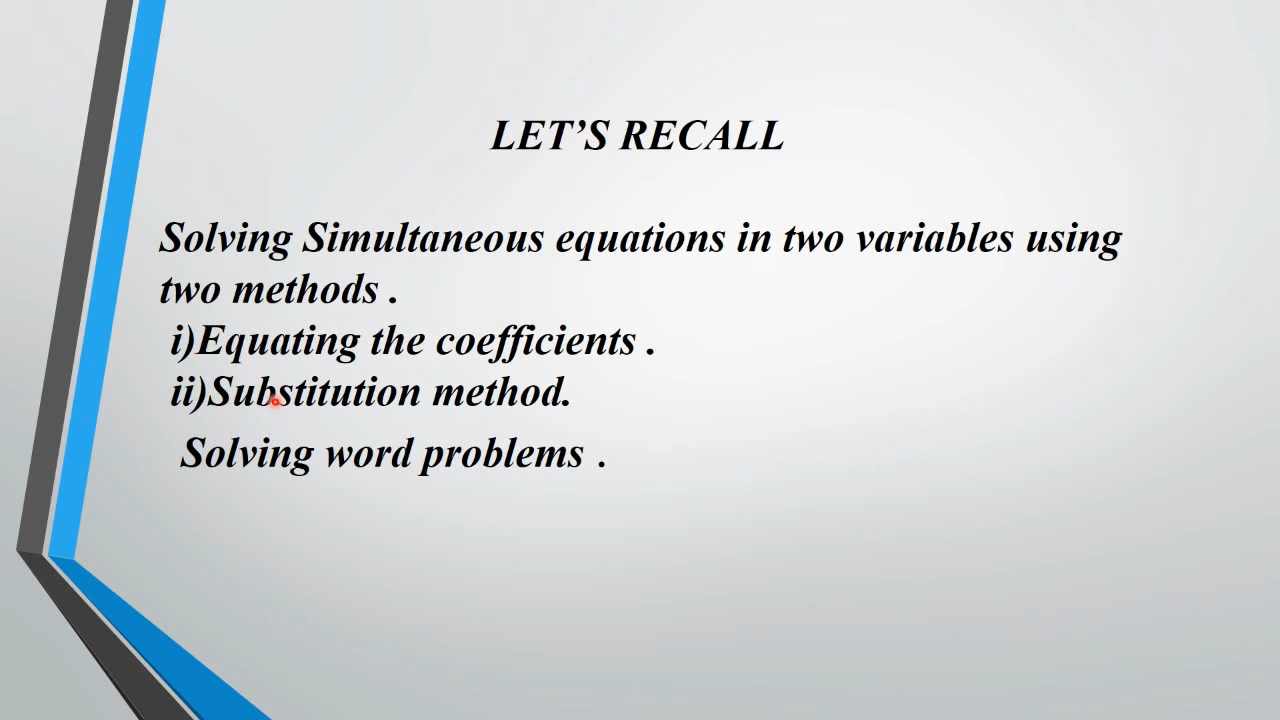 LET’S RECALL
Solving Simultaneous equations in two variables using
two methods .
i)Equating the coefficients .
ii)Substitution method.
Solving word problems .